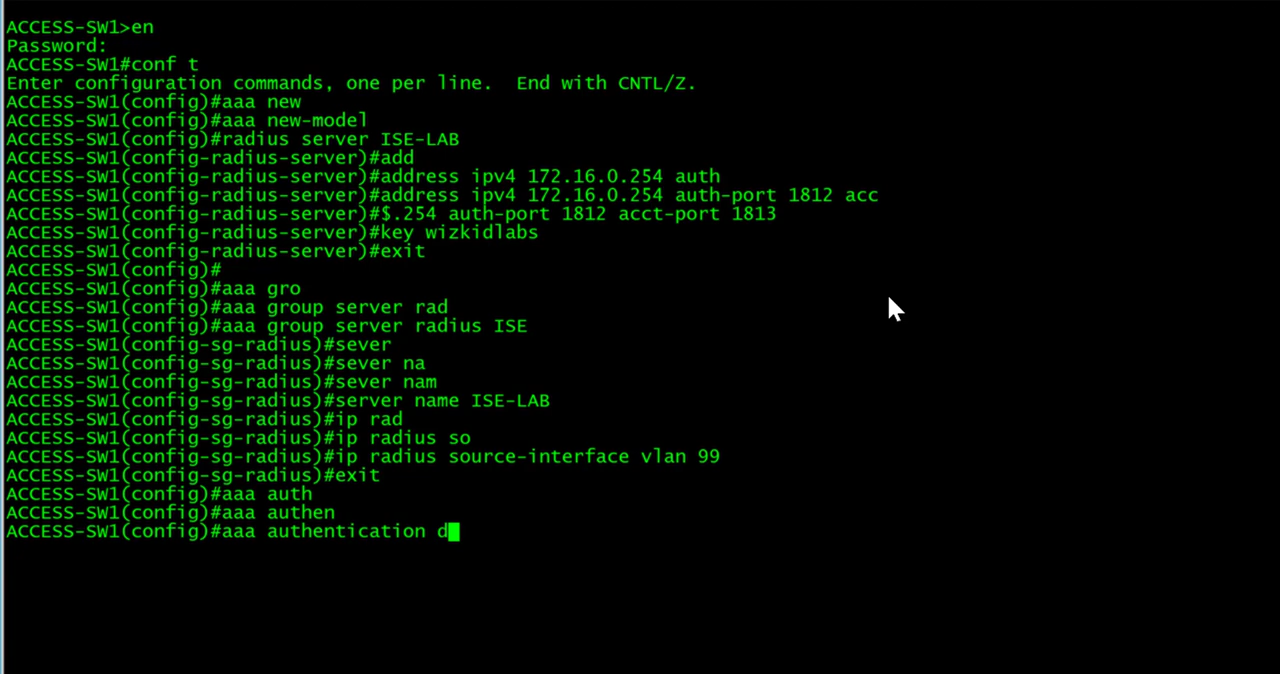 ACCESS-SW1>en
Password:
ACCESS-SW1#conf t
Enter configuration commands, one per line.  End with CNTL/Z.
ACCESS-SW1(config)#aaa new
ACCESS-SW1(config)#aaa new-model
ACCESS-SW1(config)#radius server ISE-LAB
ACCESS-SW1(config-radius-server)#add
ACCESS-SW1(config-radius-server)#address ipv4 172.16.0.254 auth
ACCESS-SW1(config-radius-server)#address ipv4 172.16.0.254 auth-port 1812 acc
ACCESS-SW1(config-radius-server)#$.254 auth-port 1812 acct-port 1813
ACCESS-SW1(config-radius-server)#key wizkidlabs
ACCESS-SW1(config-radius-server)#exit
ACCESS-SW1(config)#
ACCESS-SW1(config)#aaa gro
ACCESS-SW1(config)#aaa group server rad
ACCESS-SW1(config)#aaa group server radius ISE
ACCESS-SW1(config-sg-radius)#sever
ACCESS-SW1(config-sg-radius)#sever na
ACCESS-SW1(config-sg-radius)#sever nam
ACCESS-SW1(config-sg-radius)#server name ISE-LAB
ACCESS-SW1(config-sg-radius)#ip rad
ACCESS-SW1(config-sg-radius)#ip radius so
ACCESS-SW1(config-sg-radius)#ip radius source-interface vlan 99
ACCESS-SW1(config-sg-radius)#exit
ACCESS-SW1(config)#aaa auth
ACCESS-SW1(config)#aaa authen
ACCESS-SW1(config)#aaa authentication d